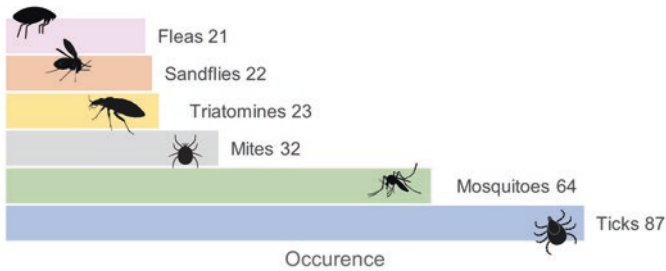 Fleas 21
Sandflies 22
Triatomines 23
Mites 32
Mosquitoes 64
Ticks 87
Occurence